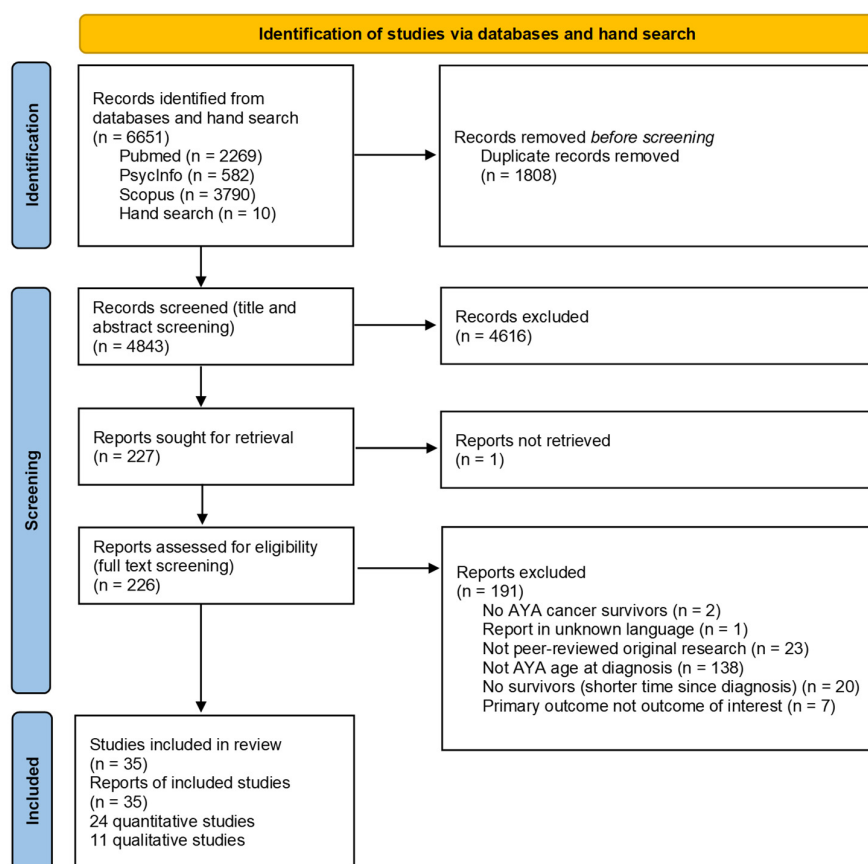 Identification of studies via databases and hand search
Identification
Records identified from
databases and hand search
(n = 6651)
Pubmed (n = 2269)
PsycInfo (n = 582)
Scopus (n = 3790)
Hand search (n = 10)
Records removed before screening
Duplicate records removed
(n = 1808)
Screening
Records screened (title and
abstract screening)
(n = 4843)
Records excluded
(n = 4616)
Reports sought for retrieval
(n = 227)
Reports not retrieved
(n = 1)
Reports assessed for eligibility
(full text screening)
(n = 226)
Reports excluded
(n = 191)
No AYA cancer survivors (n = 2)
Report in unknown language (n = 1)
Not peer-reviewed original research (n = 23)
Not AYA age at diagnosis (n = 138)
No survivors (shorter time since diagnosis) (n = 20)
Primary outcome not outcome of interest (n = 7)
Included
Studies included in review
(n = 35)
Reports of included studies
(n = 35)
24 quantitative studies
11 qualitative studies